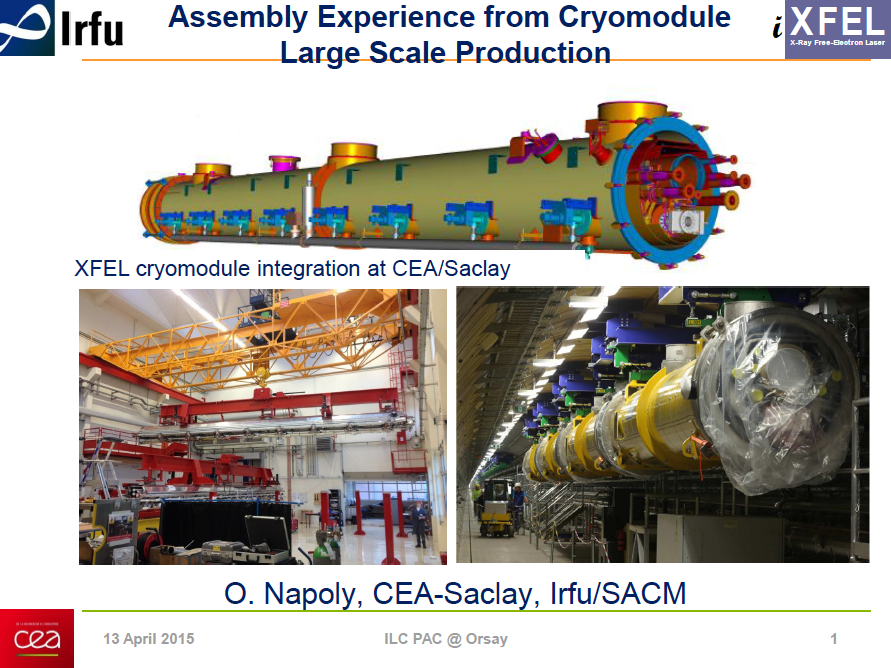 Irfu
Assembly Experience from Cryomodule
Large Scale Production
i XFEL
X-Ray Free-Electron Laser
XFEL cryomodule integration at CEA/Saclay
O. Napoly, CEA-Saclay, Irfu/SACM
cea
13 April 2015
ILC PAC @ Orsay
1